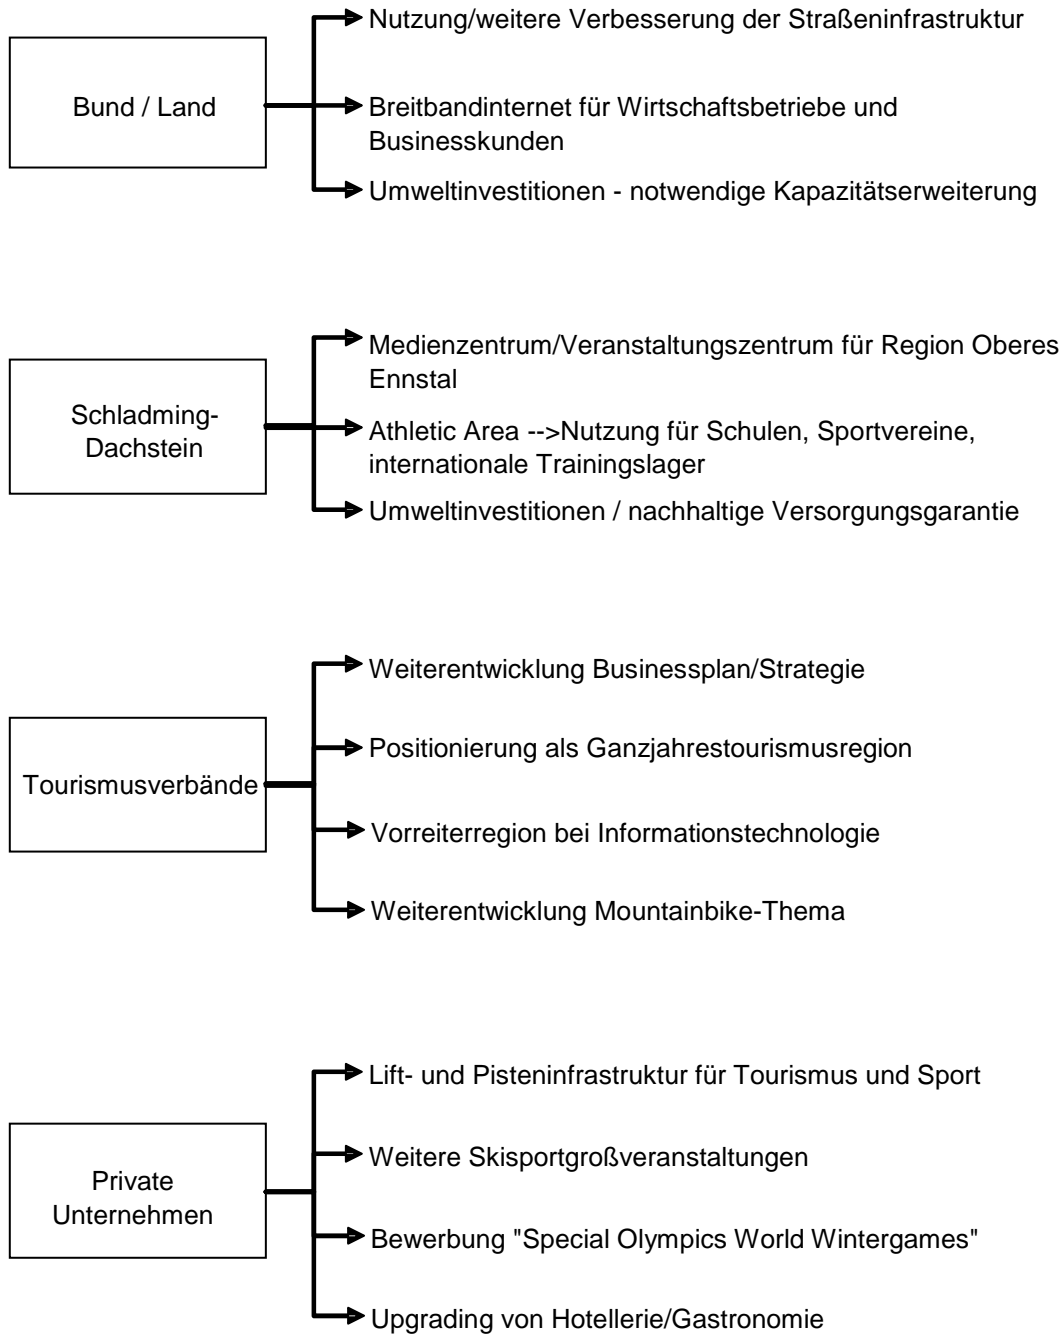 Nutzung/weitere Verbesserung der Straßeninfrastruktur
Bund / Land
Breitbandinternet für Wirtschaftsbetriebe und
Businesskunden
Umweltinvestitionen - notwendige Kapazitätserweiterung
Medienzentrum/Veranstaltungszentrum für Region Oberes
Ennstal
Schladming-
Dachstein
Athletic Area -->Nutzung für Schulen, Sportvereine,
internationale Trainingslager
Umweltinvestitionen / nachhaltige Versorgungsgarantie
Weiterentwicklung Businessplan/Strategie
Positionierung als Ganzjahrestourismusregion
Tourismusverbände
Vorreiterregion bei Informationstechnologie
Weiterentwicklung Mountainbike-Thema
Lift- und Pisteninfrastruktur für Tourismus und Sport
Weitere Skisportgroßveranstaltungen
Private
Unternehmen
Bewerbung "Special Olympics World Wintergames"
Upgrading von Hotellerie/Gastronomie